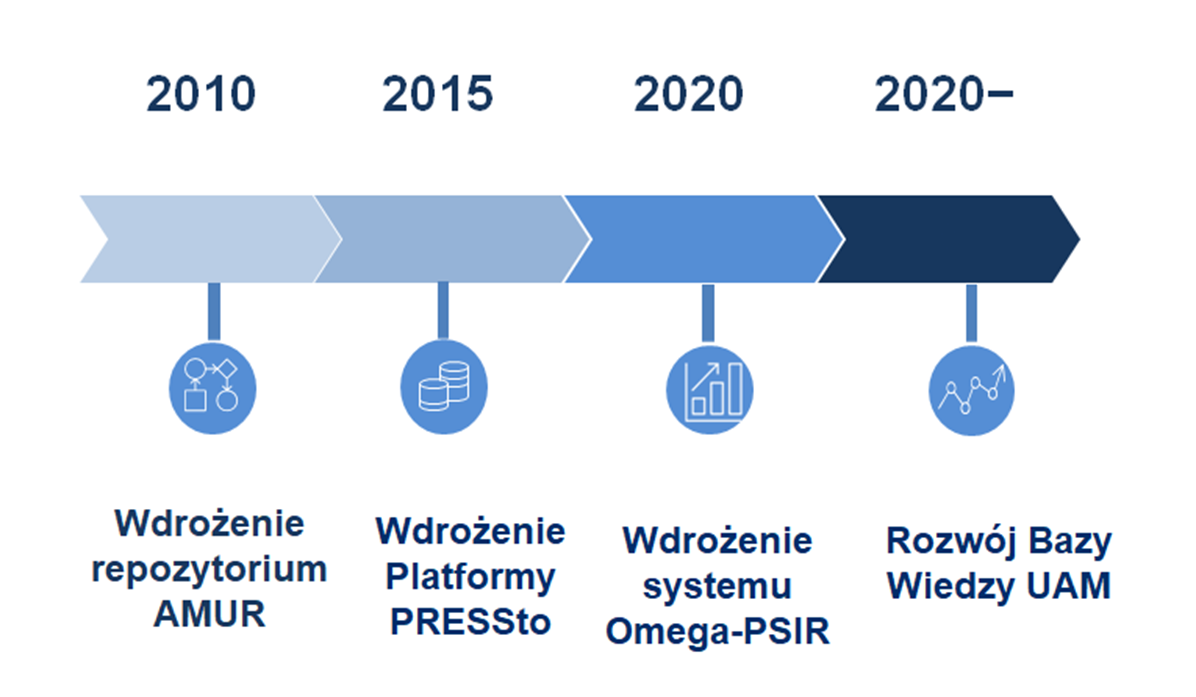 2010
2015
2020
2020–
Wdrożenie
repozytorium
AMUR
Wdrożenie
Platformy
PRESSto
Wdrożenie
systemu
Omega-PSIR
Rozwój Bazy
Wiedzy UAM